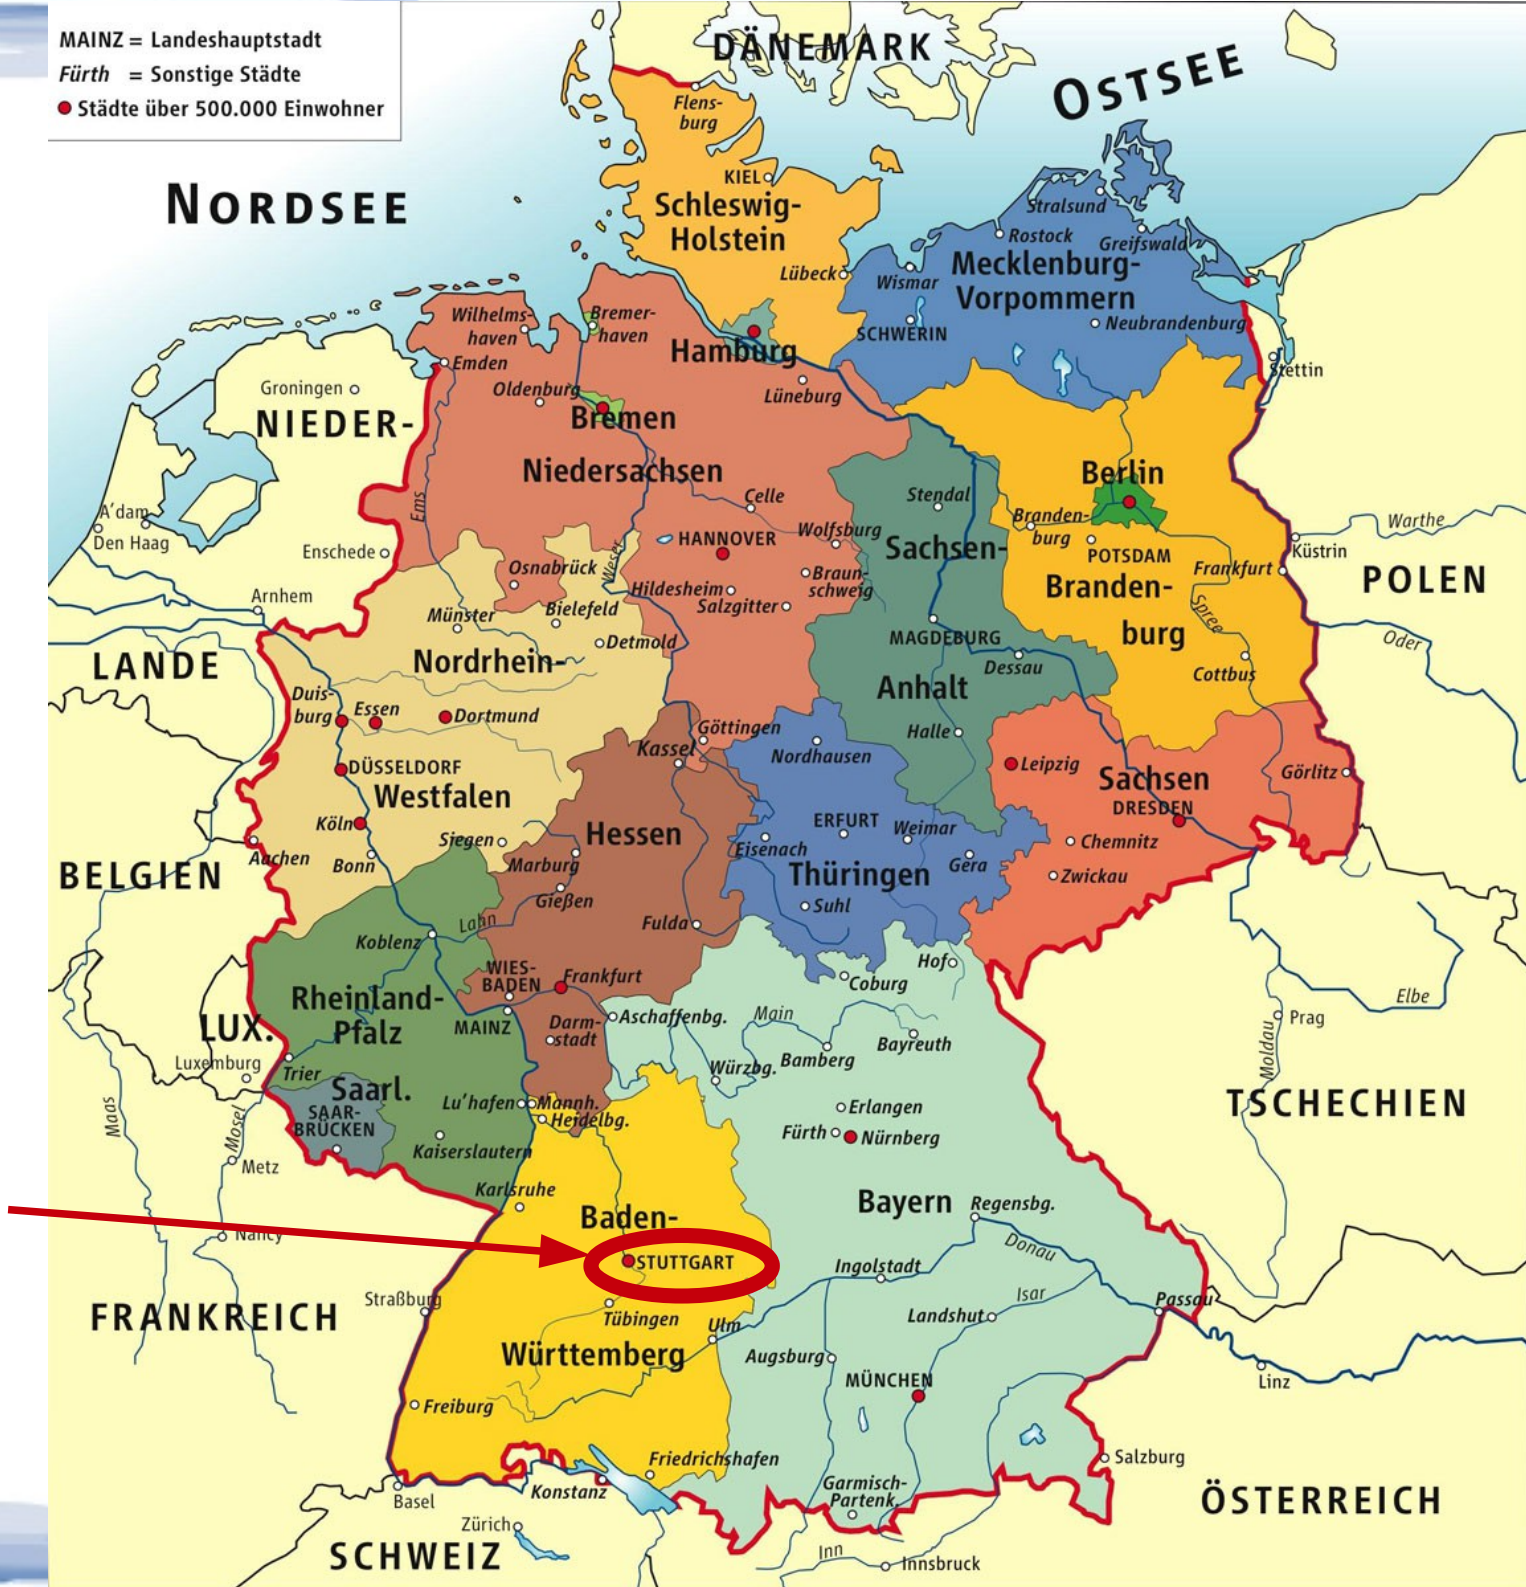 MAINZ = Landeshauptstadt
Fürth = Sonstige Städte
Städte über 500.000 Einwohner
DÄNEMARK
OSTSEE
NORDSEE
Flens-
burg
KIEL
Schleswig-
Holstein
Lübeck
Stralsund
Rostock
Greifswald
Mecklenburg-
Vorpommern
Wismar
SCHWERIN
Neubrandenburg
Stettin
Wilhelms-
haven
Bremer-
haven
Hamburg
Emden
Oldenburg
Lüneburg
Bremen
Groningen
NIEDER-
Niedersachsen
Ems
Celle
Stendal
Berlin
A'dam
Den Haag
Enschede
Weser
HANNOVER
Wolfsburg
Sachsen-
Branden-
burg
POTSDAM
Frankfurt
Warthe
Küstrin
POLEN
Osnabrück
Hildesheim
Salzgitter
Braun-
schweig
Branden-
burg
Spree
Arnhem
Münster
Bielefeld
Detmold
MAGDEBURG
Dessau
Oder
LANDE
Nordrhein-
Anhalt
Cottbus
Duis-
burg
Essen
Dortmund
Göttingen
Kassel
Nordhausen
Halle
DÜSSELDORF
Westfalen
Leipzig
Sachsen
DRESDEN
Görlitz
Köln
Siegen
Hessen
ERFURT
Weimar
Chemnitz
Aachen
Bonn
Marburg
Eisenach
Thüringen
Gera
Zwickau
BELGIEN
Gießen
Suhl
Lahn
Fulda
Koblenz
Hof
WIES-
BADEN
Frankfurt
Coburg
Elbe
Rheinland-
Pfalz
MAINZ
Darm-
stadt
Aschaffenbg.
Main
Prag
Moldau
LUX.
Luxemburg
Trier
Würzbg.
Bamberg
Bayreuth
Saarl.
SAAR-
BRÜCKEN
Maas
Mosel
Lu'hafen
Mannh.
Heidelbg.
Erlangen
TSCHECHIEN
Kaiserslautern
Fürth
Nürnberg
Metz
Karlsruhe
Bayern
Regensbg.
Nancy
Baden-
STUTTGART
Donau
Ingolstadt
Isar
Passau
FRANKREICH
Straßburg
Tübingen
Ulm
Landshut
Württemberg
Augsburg
MÜNCHEN
Linz
Freiburg
Friedrichshafen
Salzburg
Garmisch-
Partenk.
Basel
Konstanz
ÖSTERREICH
Zürich
SCHWEIZ
Inn
Innsbruck